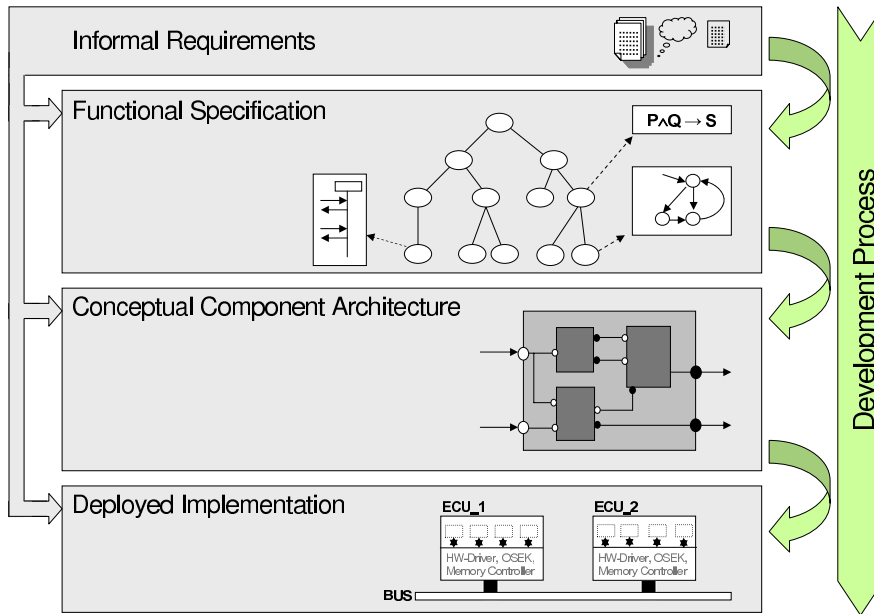 Informal Requirements
Functional Specification
P∧Q → S
Conceptual Component Architecture
Deployed Implementation
ECU_1
ECU_2
HW-Driver, OSEK,
Memory Controller
HW-Driver, OSEK,
Memory Controller
BUS
Development Process